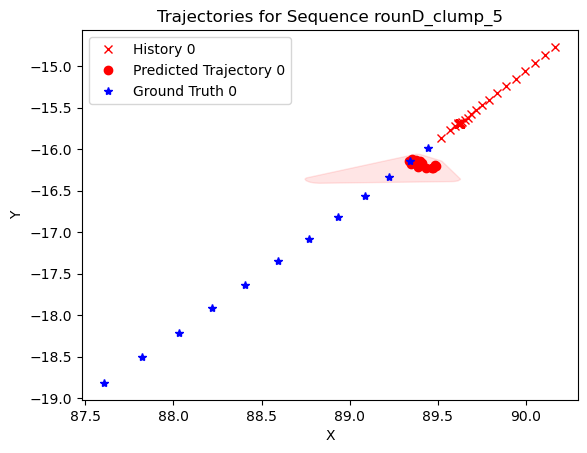 Trajectories for Sequence rounD_clump_5
History 0
Predicted Trajectory 0
Ground Truth 0
−15.0
−15.5
−16.0
−16.5
−17.0
−17.5
−18.0
−18.5
−19.0
Y
87.5 88.0 88.5 89.0 89.5 90.0
X